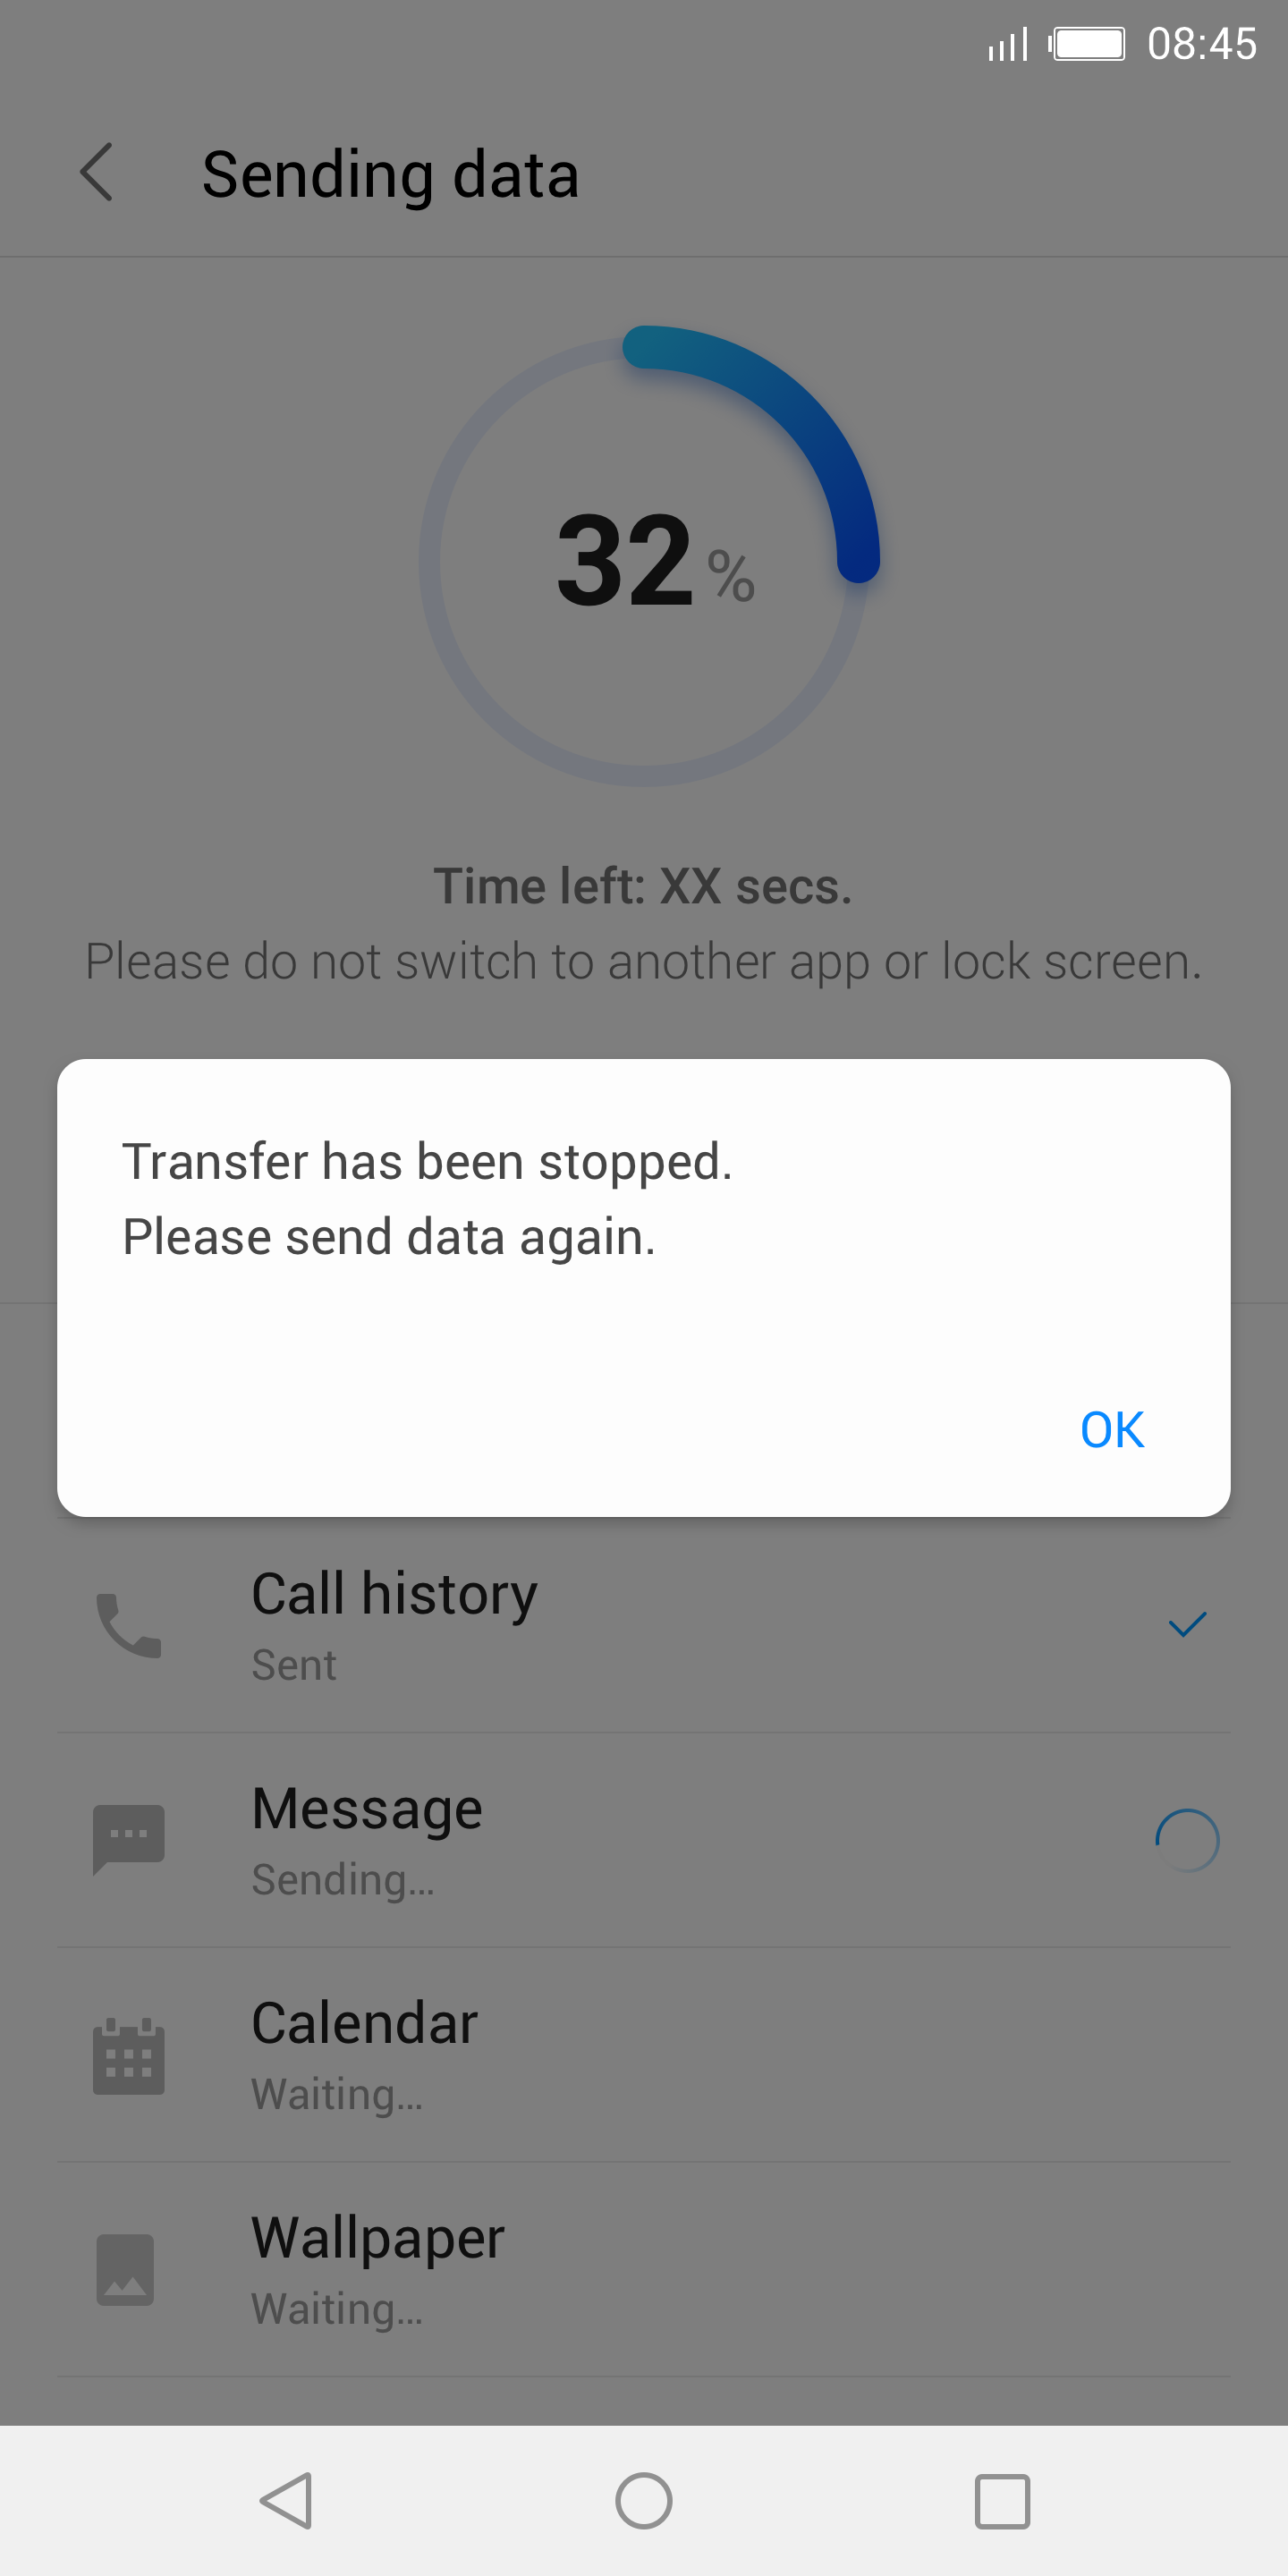 08:45
Sending data
32 %
Time left: XX secs.
Please do not switch to another app or lock screen.
Transfer has been stopped.
Please send data again.
OK
Call history
Sent
Message
Sending...
Calendar
Waiting...
Wallpaper
Waiting...